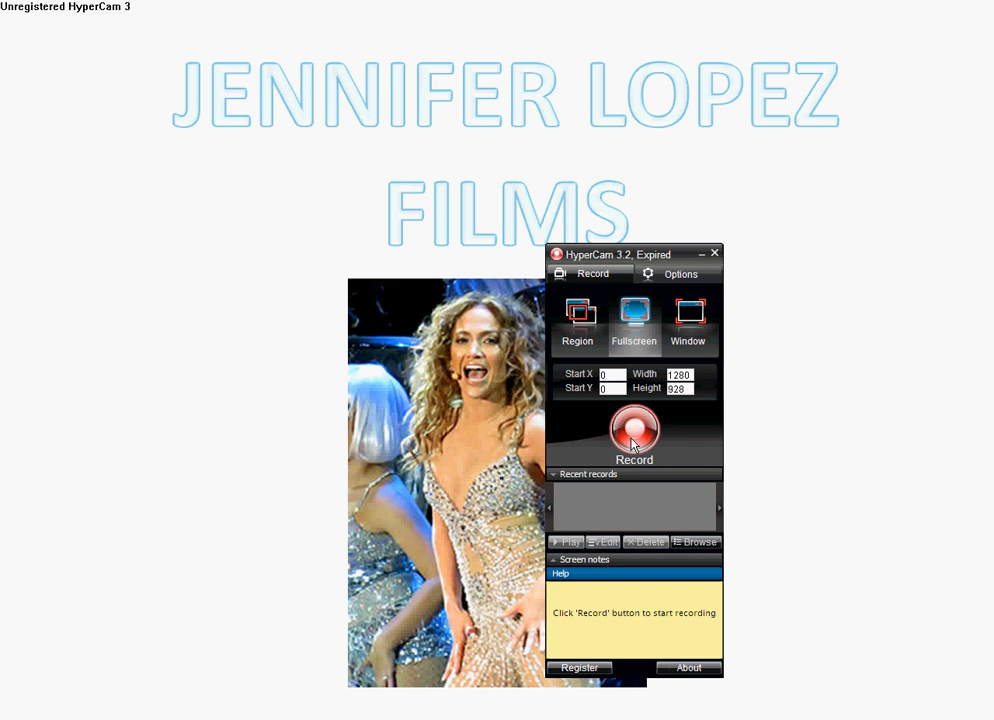 Unregistered HyperCam 3
JENNIFER LOPEZ
FILMS
HyperCam 3.2, Expired
Record Options
Region Fullscreen Window
Start X 0 Width 1280
Start Y 0 Height 928
Record
Recent records
Play Edit Delete Browse
Screen notes
Help
Click 'Record' button to start recording
Register About